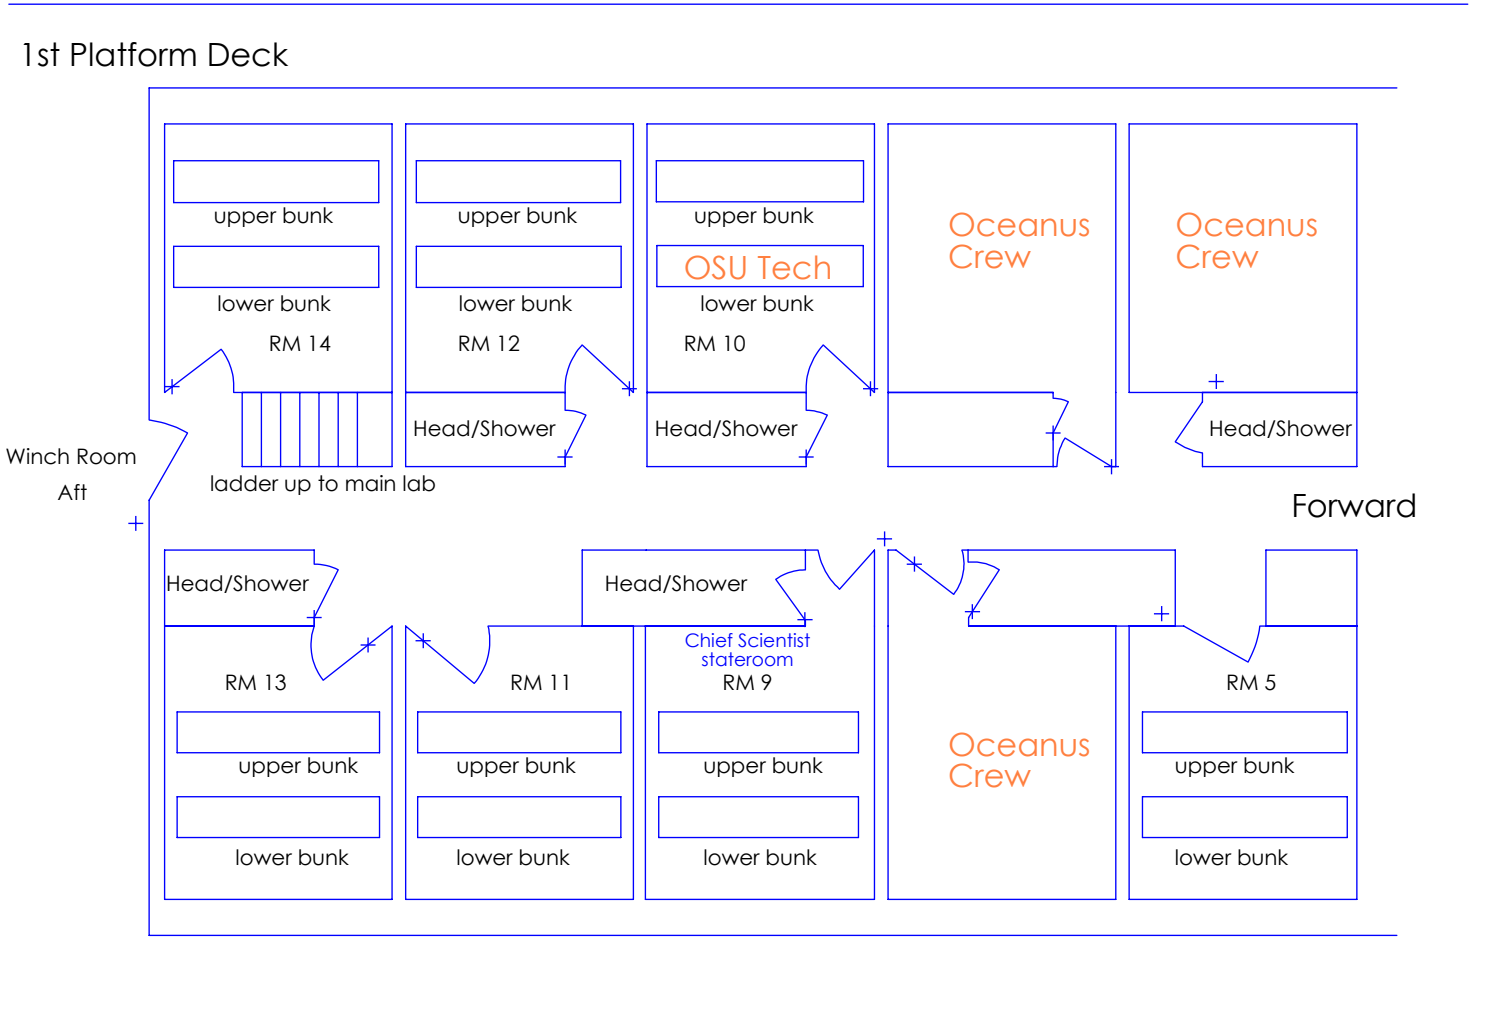 1st Platform Deck
upper bunk
upper bunk
upper bunk
Oceanus
Crew
Oceanus
Crew
OSU Tech
lower bunk
lower bunk
lower bunk
RM 14
RM 12
RM 10
Head/Shower
Head/Shower
Head/Shower
Winch Room
Aft
ladder up to main lab
Forward
Head/Shower
Head/Shower
Chief Scientist
stateroom
RM 13
RM 11
RM 9
RM 5
Oceanus
Crew
upper bunk
upper bunk
upper bunk
upper bunk
lower bunk
lower bunk
lower bunk
lower bunk